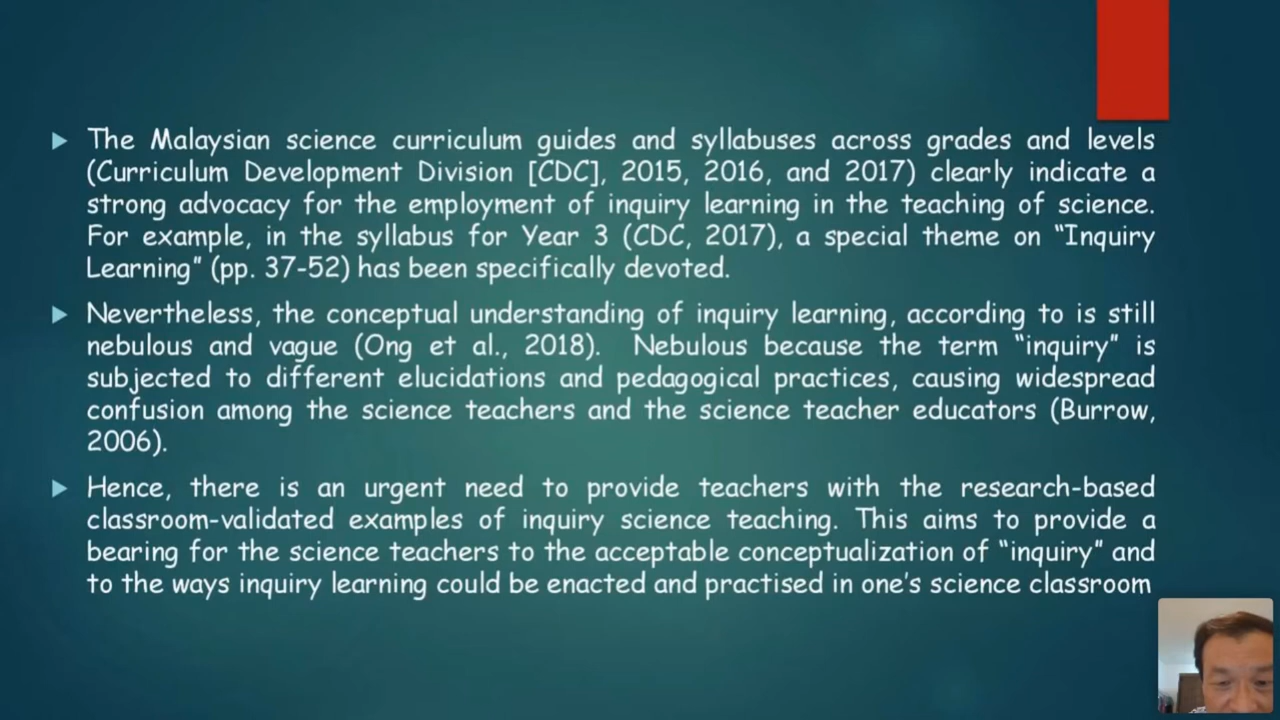 The Malaysian science curriculum guides and syllabuses across grades and levels
(Curriculum Development Division [CDC], 2015, 2016, and 2017) clearly indicate a
strong advocacy for the employment of inquiry learning in the teaching of science.
For example, in the syllabus for Year 3 (CDC, 2017), a special theme on “Inquiry
Learning” (pp. 37-52) has been specifically devoted.
Nevertheless, the conceptual understanding of inquiry learning, according to is still
nebulous and vague (Ong et al., 2018). Nebulous because the term “inquiry” is
subjected to different elucidations and pedagogical practices, causing widespread
confusion among the science teachers and the science teacher educators (Burrow,
2006).
Hence, there is an urgent need to provide teachers with the research-based
classroom-validated examples of inquiry science teaching. This aims to provide a
bearing for the science teachers to the acceptable conceptualization of “inquiry” and
to the ways inquiry learning could be enacted and practised in one’s science classroom